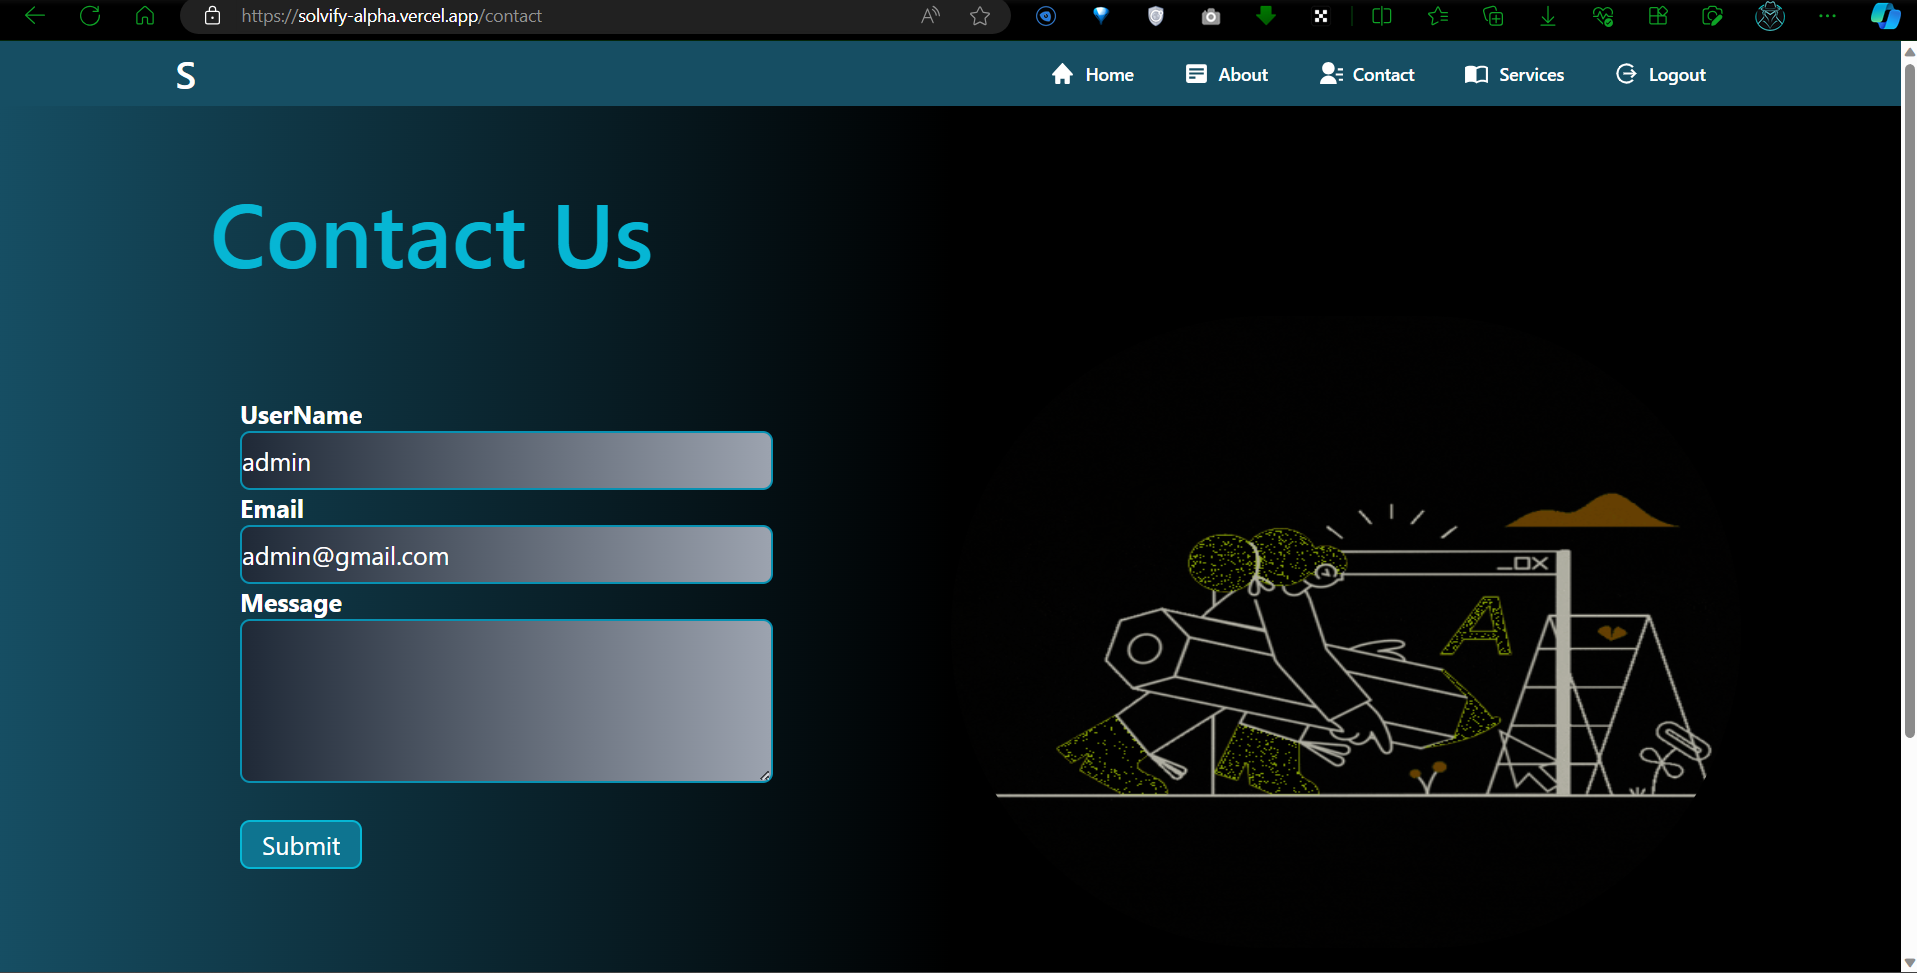 https://solvify-alpha.vercel.app/contact
S
Home About Contact Services Logout
Contact Us
UserName
admin
Email
admin@gmail.com
Message
A
Submit